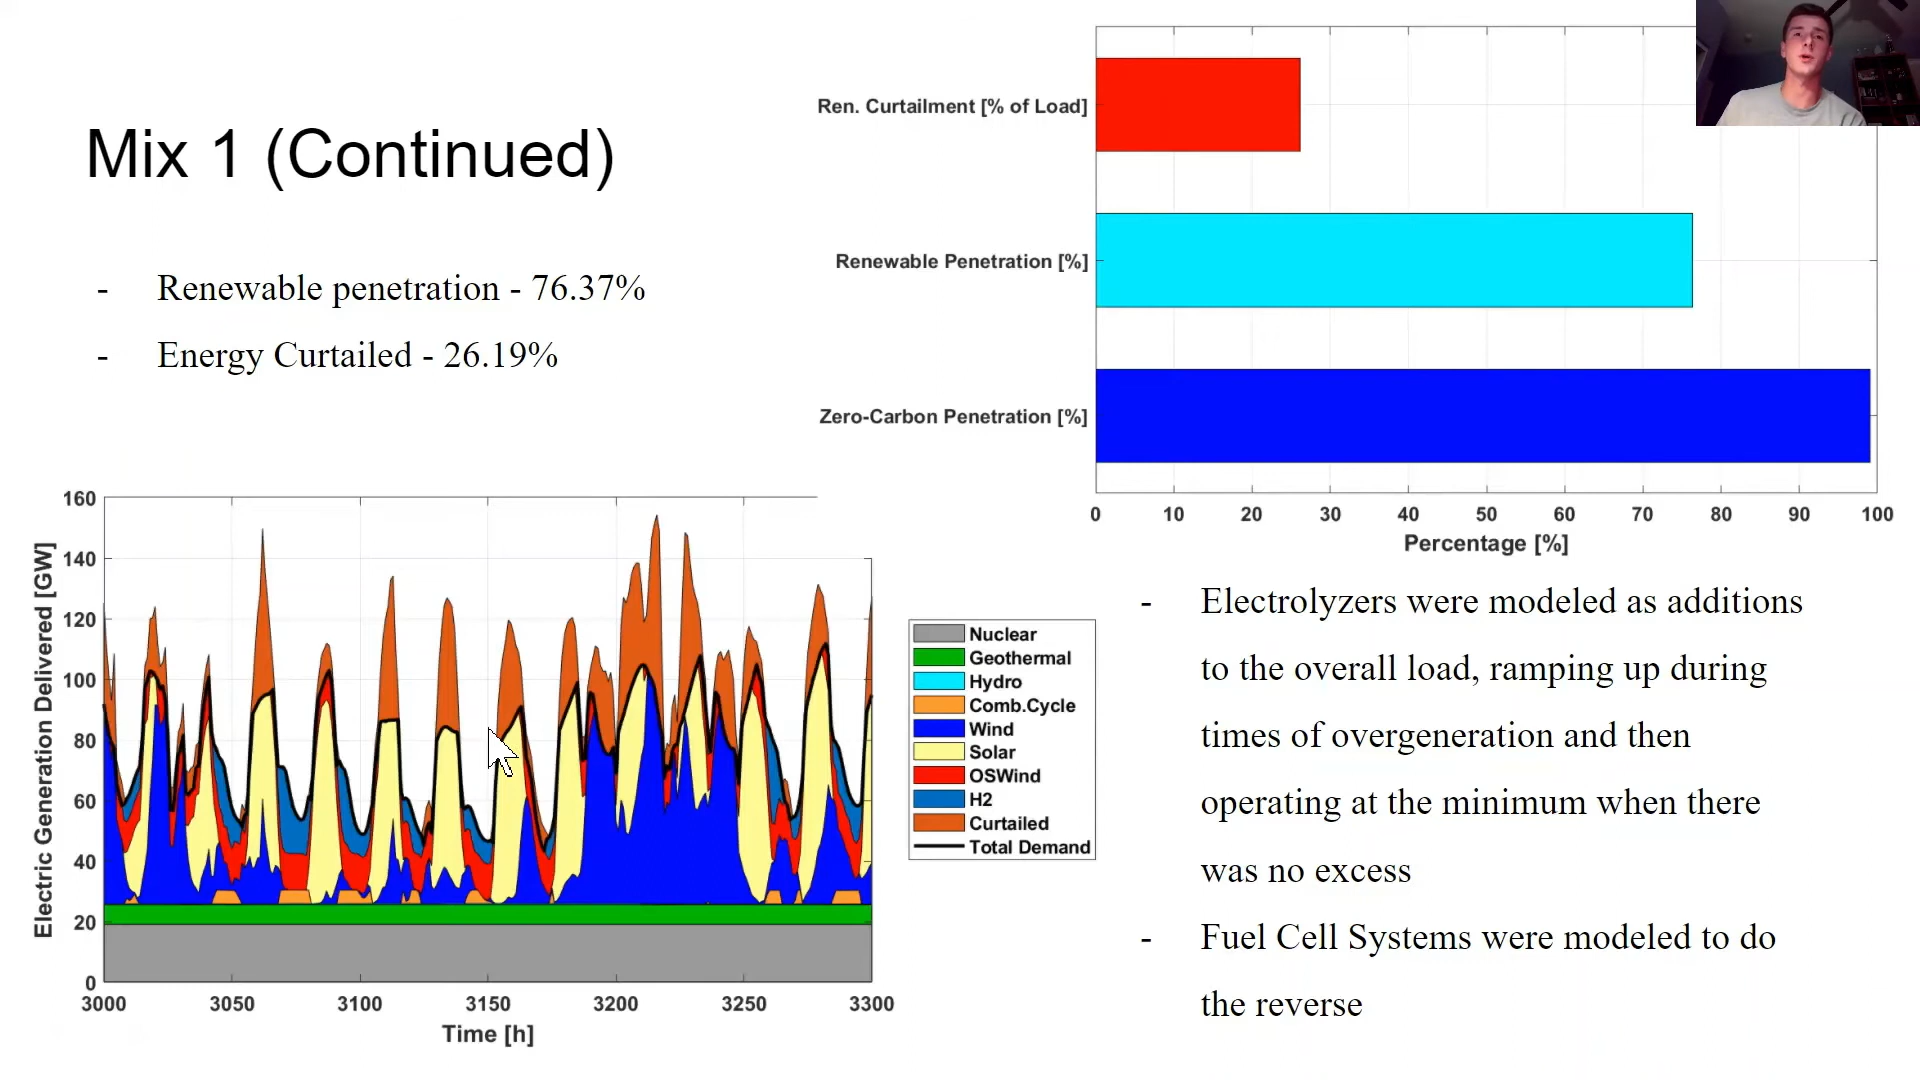 Mix 1 (Continued)
- Renewable penetration - 76.37%
- Energy Curtailed - 26.19%
Ren. Curtailment [% of Load]
Renewable Penetration [%]
Zero-Carbon Penetration [%]
0 10 20 30 40 50 60 70 80 90 100
Percentage [%]
Electric Generation Delivered [GW]
160
140
120
100
80
60
40
20
0
3000 3050 3100 3150 3200 3250 3300
Time [h]
Nuclear
Geothermal
Hydro
Comb.Cycle
Wind
Solar
OSWind
H2
Curtailed
Total Demand
- Electrolyzers were modeled as additions
to the overall load, ramping up during
times of overgeneration and then
operating at the minimum when there
was no excess
- Fuel Cell Systems were modeled to do
the reverse